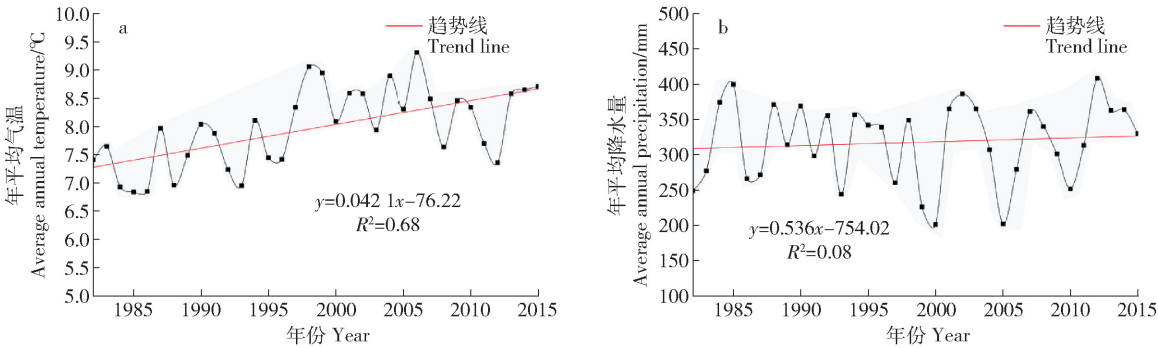 a
趋势线
Trend line
年平均气温
Average annual temperature/℃
10.0
9.5
9.0
8.5
8.0
7.5
7.0
6.5
6.0
5.5
5.0
y=0.042 1x−76.22
R²=0.68
1985 1990 1995 2000 2005 2010 2015
年份 Year
b
趋势线
Trend line
年平均降水量
Average annual precipitation/mm
500
450
400
350
300
250
200
150
100
y=0.536x−754.02
R²=0.08
1985 1990 1995 2000 2005 2010 2015
年份 Year